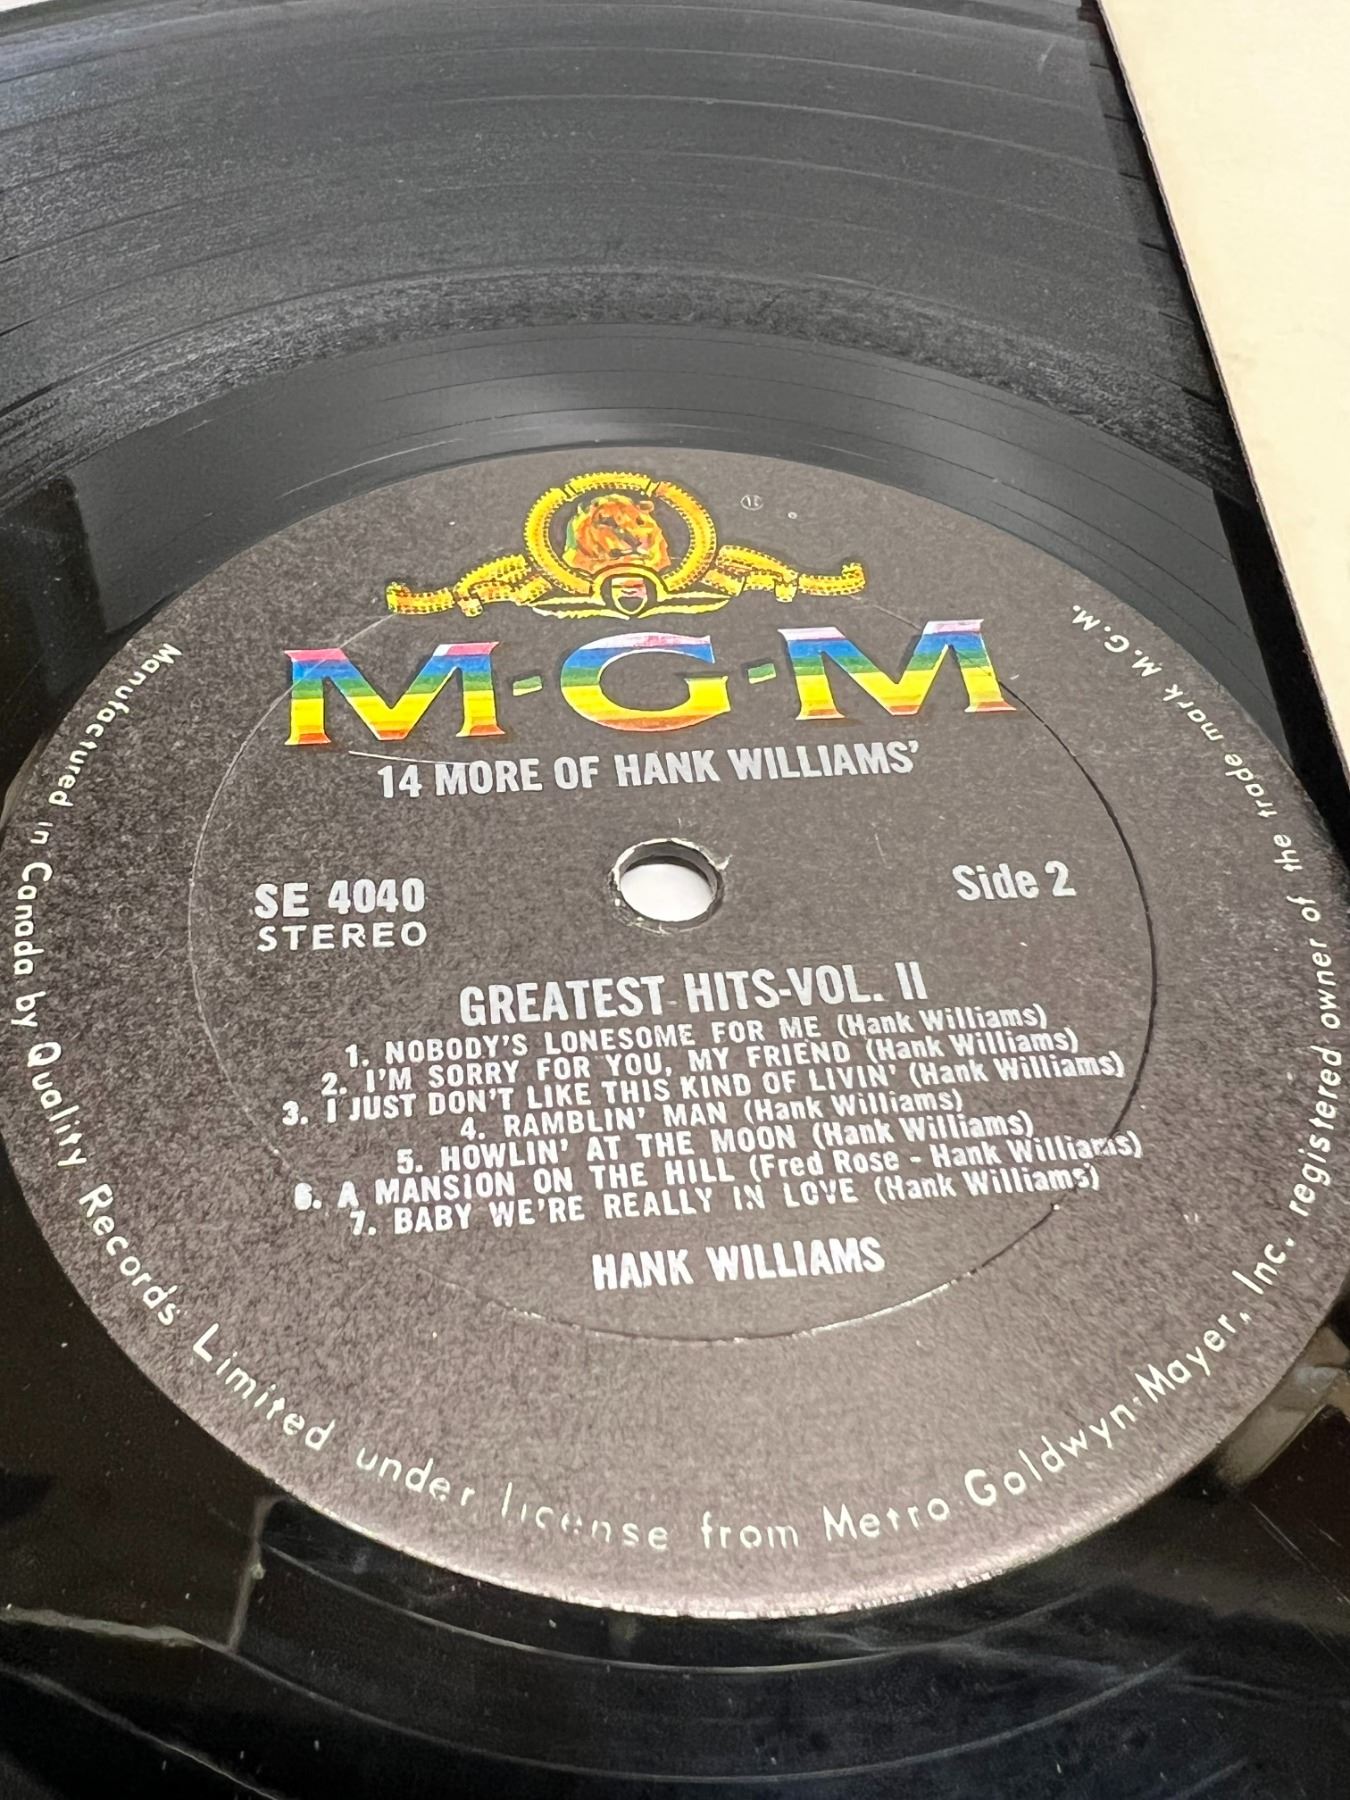 M-G-M
14 MORE OF HANK WILLIAMS'
SE 4040
STEREO
Side 2
GREATEST HITS-VOL. II
1. NOBODY'S LONESOME FOR ME (Hank Williams)
2. I'M SORRY FOR YOU, MY FRIEND (Hank Williams)
3. I JUST DON'T LIKE THIS KIND OF LIVIN' (Hank Williams)
4. RAMBLIN' MAN (Hank Williams)
5. HOWLIN' AT THE MOON (Hank Williams)
6. A MANSION ON THE HILL (Fred Rose - Hank Williams)
7. BABY WE'RE REALLY IN LOVE (Hank Williams)
HANK WILLIAMS
Manufactured in Canada by Quality Records Limited under license from Metro-Goldwyn-Mayer, Inc. registered owner of the trade mark M.G.M.